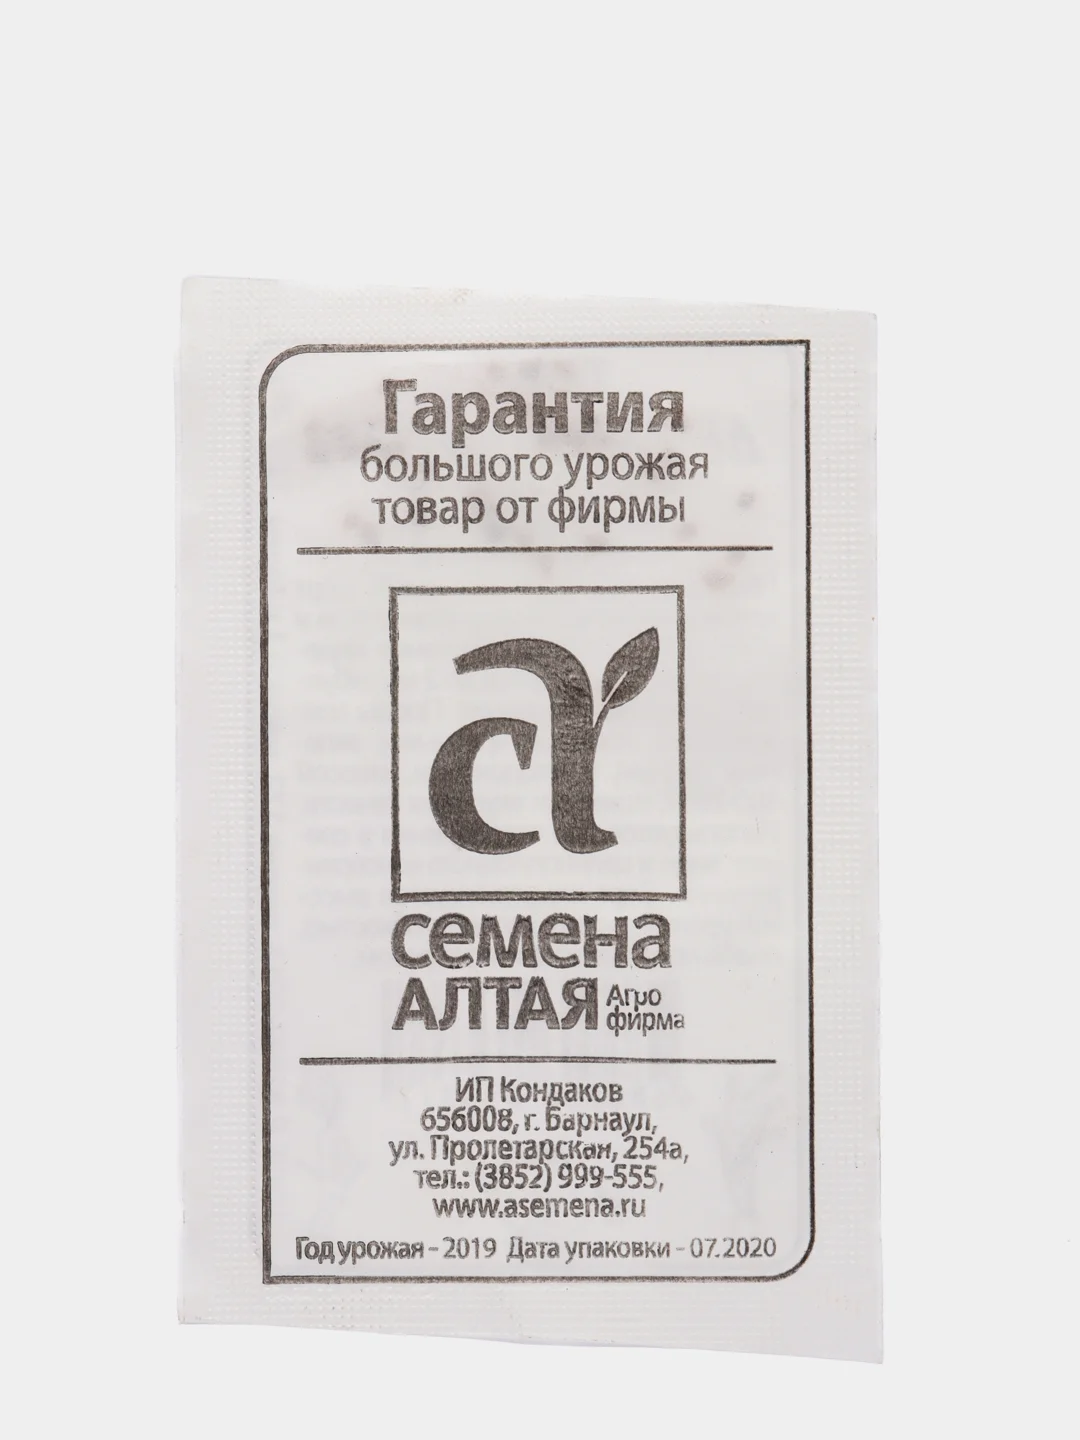 Гарантия
большого урожая
товар от фирмы
семена
АЛТАЯ Агро
фирма
ИП Кондаков
656008, г. Барнаул,
ул. Пролетарская, 254а,
тел.: (3852) 999-555,
www.asemena.ru
Год урожая - 2019 Дата упаковки - 07.2020